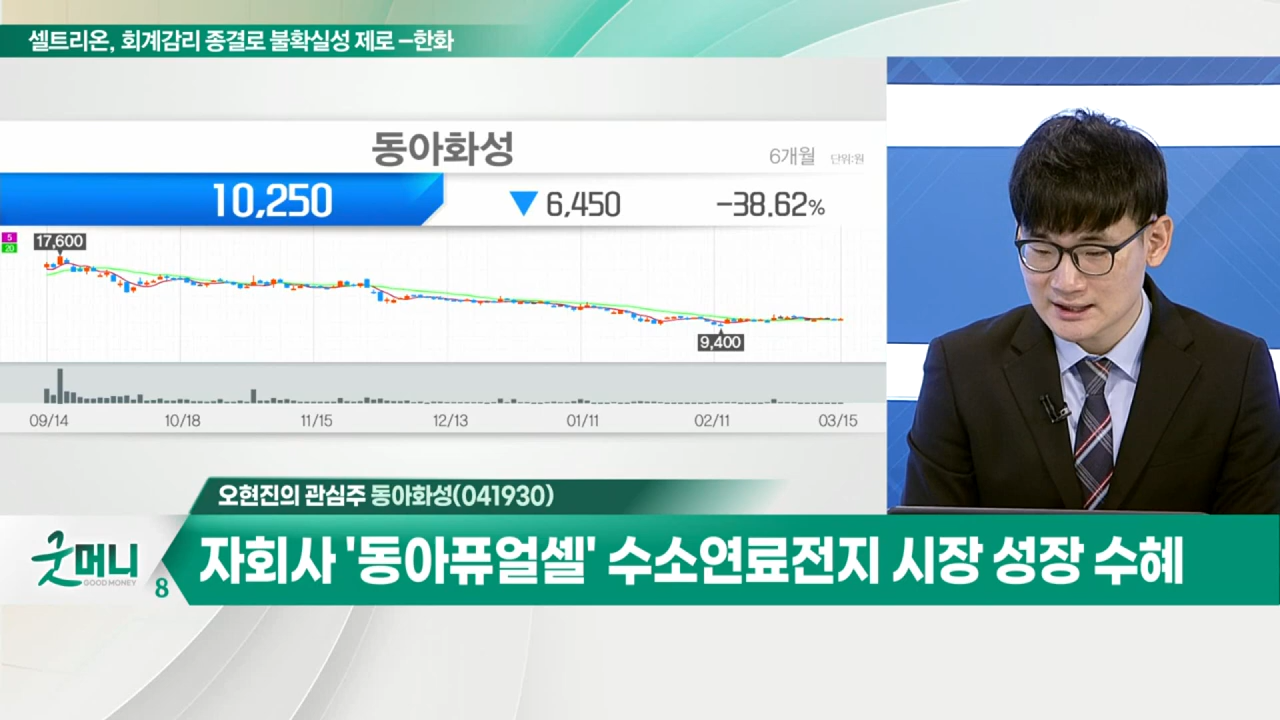 셀트리온, 회계감리 종결로 불확실성 제로 –한화
동아화성
6개월 단위:원
10,250 ▼ 6,450 -38.62%
5
20
17,600
9,400
09/14 10/18 11/15 12/13 01/11 02/11 03/15
오현진의 관심주 동아화성(041930)
굿머니 GOOD MONEY 8
자회사 '동아퓨얼셀' 수소연료전지 시장 성장 수혜